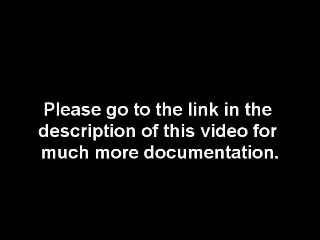 Please go to the link in the
description of this video for
much more documentation.